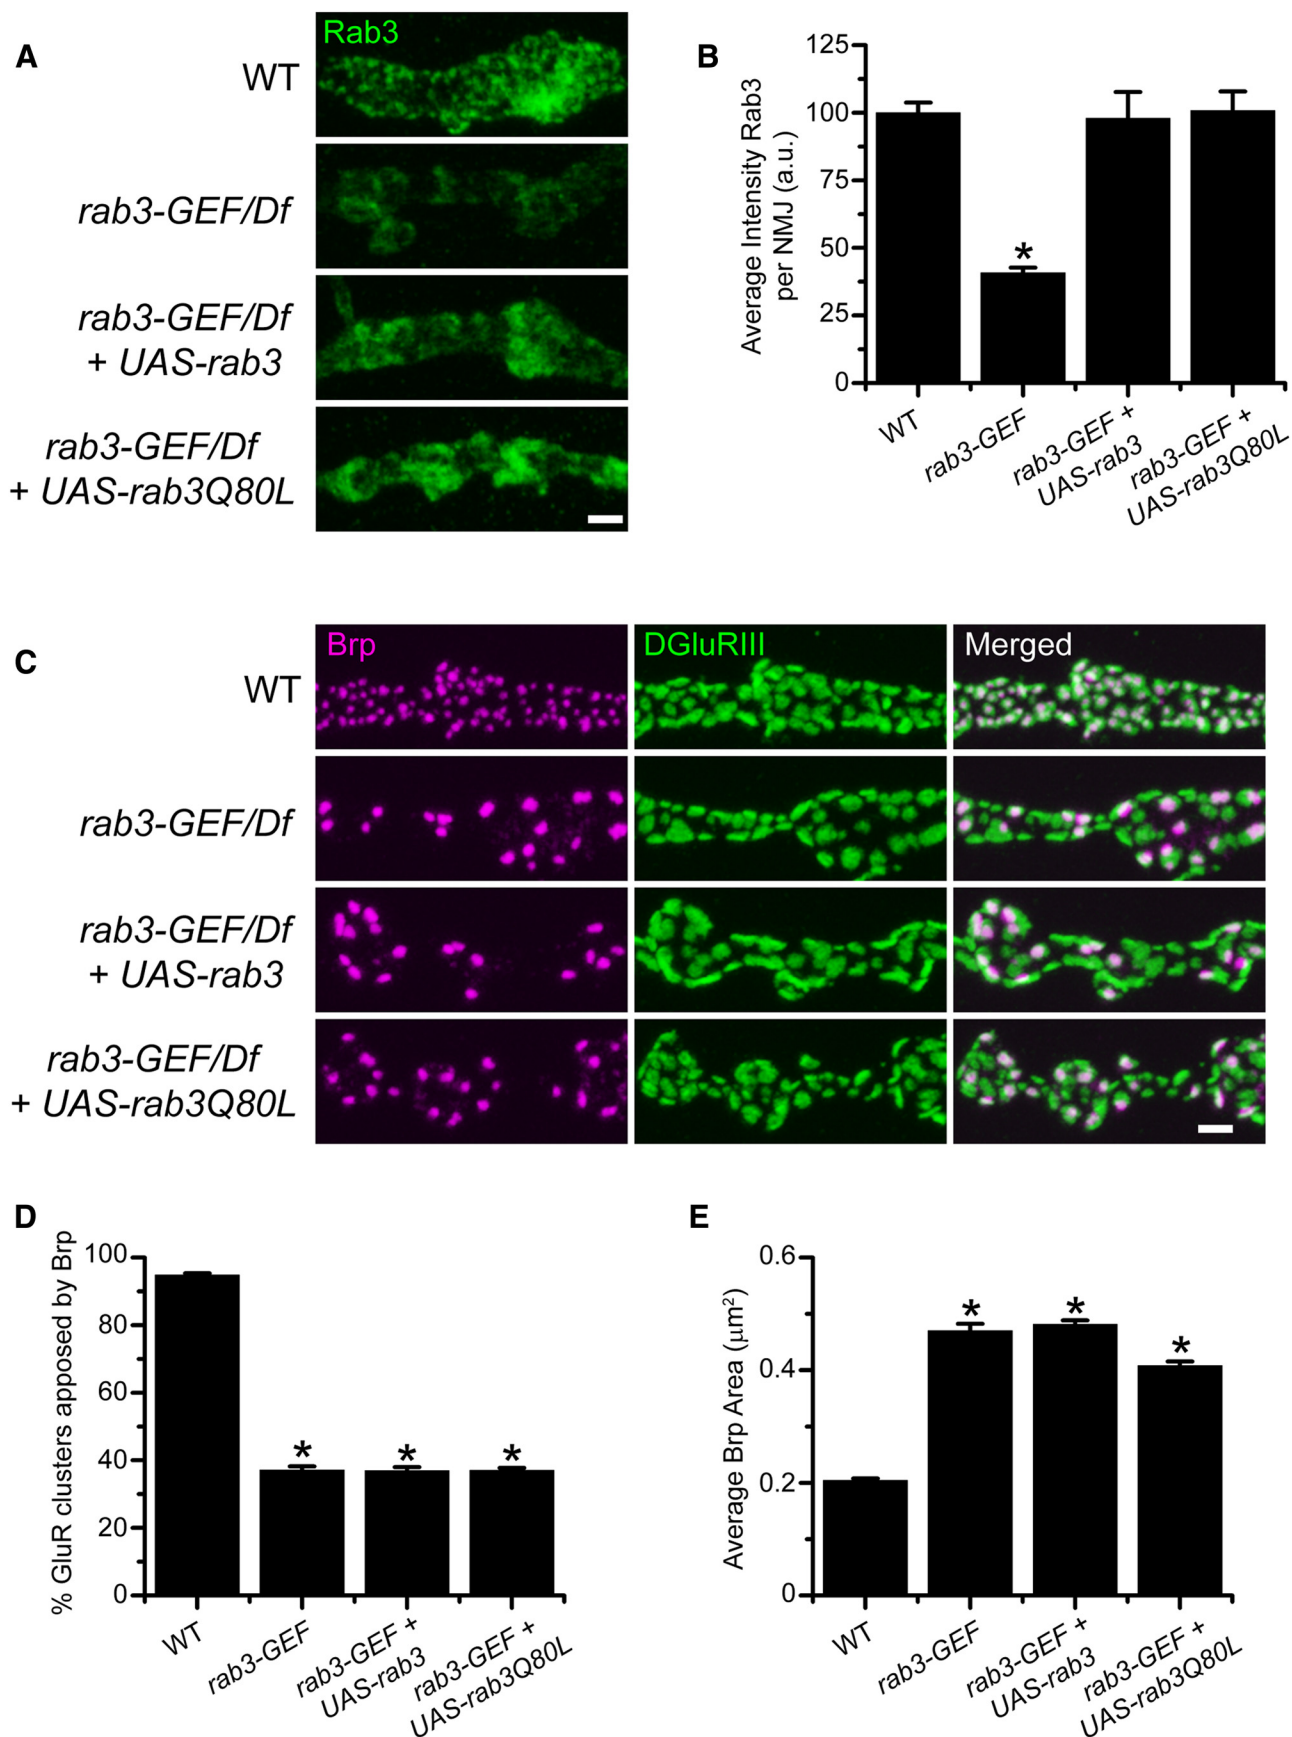 A
Rab3
WT
rab3-GEF/Df
rab3-GEF/Df
+ UAS-rab3
rab3-GEF/Df
+ UAS-rab3Q80L
B
Average Intensity Rab3
per NMJ (a.u.)
125
100
75
50
25
0
*
WT
rab3-GEF
rab3-GEF +
UAS-rab3
rab3-GEF +
UAS-rab3Q80L
C
Brp
DGluRIII
Merged
WT
rab3-GEF/Df
rab3-GEF/Df
+ UAS-rab3
rab3-GEF/Df
+ UAS-rab3Q80L
D
% GluR clusters apposed by Brp
100
80
60
40
20
0
* * *
WT
rab3-GEF
rab3-GEF +
UAS-rab3
rab3-GEF +
UAS-rab3Q80L
E
Average Brp Area (μm²)
0.6
0.4
0.2
0
* * *
WT
rab3-GEF
rab3-GEF +
UAS-rab3
rab3-GEF +
UAS-rab3Q80L